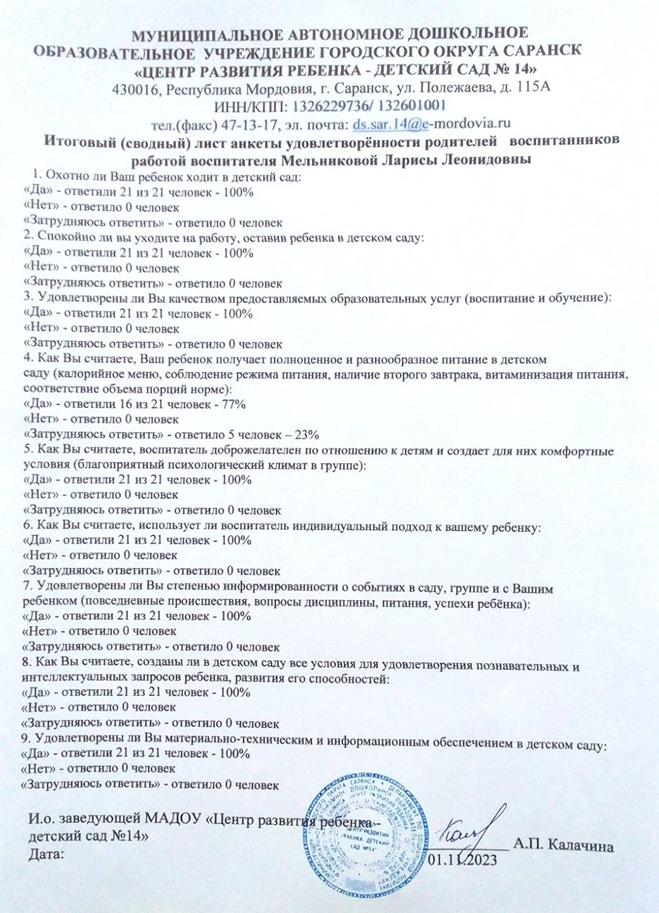 МУНИЦИПАЛЬНОЕ АВТОНОМНОЕ ДОШКОЛЬНОЕ
ОБРАЗОВАТЕЛЬНОЕ УЧРЕЖДЕНИЕ ГОРОДСКОГО ОКРУГА САРАНСК
«ЦЕНТР РАЗВИТИЯ РЕБЕНКА - ДЕТСКИЙ САД № 14»
430016, Республика Мордовия, г. Саранск, ул. Полежаева, д. 115А
ИНН/КПП: 1326229736/ 132601001
тел.(факс) 47-13-17, эл. почта: ds.sar.14@e-mordovia.ru
Итоговый (сводный) лист анкеты удовлетворённости родителей воспитанников
работой воспитателя Мельниковой Ларисы Леонидовны
1. Охотно ли Ваш ребенок ходит в детский сад:
«Да» - ответили 21 из 21 человек - 100%
«Нет» - ответили 0 человек
«Затрудняюсь ответить» - ответило 0 человек
2. Спокойно ли вы уходите на работу, оставив ребенка в детском саду:
«Да» - ответили 21 из 21 человек - 100%
«Нет» - ответили 0 человек
«Затрудняюсь ответить» - ответило 0 человек
3. Удовлетворены ли Вы качеством предоставляемых образовательных услуг (воспитание и обучение):
«Да» - ответили 21 из 21 человек - 100%
«Нет» - ответили 0 человек
«Затрудняюсь ответить» - ответило 0 человек
4. Как Вы считаете, Ваш ребенок получает полноценное и разнообразное питание в детском
саду (калорийное меню, соблюдение режима питания, наличие второго завтрака, витаминизация питания,
соответствие объема порций норме):
«Да» - ответили 16 из 21 человек - 77%
«Нет» - ответили 0 человек
«Затрудняюсь ответить» - ответило 5 человек – 23%
5. Как Вы считаете, воспитатель доброжелателен по отношению к детям и создает для них комфортные
условия (благоприятный психологический климат в группе):
«Да» - ответили 21 из 21 человек - 100%
«Нет» - ответило 0 человек
«Затрудняюсь ответить» - ответило 0 человек
6. Как Вы считаете, использует ли воспитатель индивидуальный подход к вашему ребенку:
«Да» - ответили 21 из 21 человек - 100%
«Нет» - ответило 0 человек
«Затрудняюсь ответить» - ответило 0 человек
7. Удовлетворены ли Вы степенью информированности о событиях в саду, группе и с Вашим
ребенком (повседневные происшествия, вопросы дисциплины, питания, успехи ребёнка):
«Да» - ответили 21 из 21 человек - 100%
«Нет» - ответило 0 человек
«Затрудняюсь ответить» - ответило 0 человек
8. Как Вы считаете, созданы ли в детском саду все условия для удовлетворения познавательных и
интеллектуальных запросов ребенка, развития его способностей:
«Да» - ответили 21 из 21 человек - 100%
«Нет» - ответило 0 человек
«Затрудняюсь ответить» - ответило 0 человек
9. Удовлетворены ли Вы материально-техническим и информационным обеспечением в детском саду:
«Да» - ответили 21 из 21 человек - 100%
«Нет» - ответило 0 человек
«Затрудняюсь ответить» - ответило 0 человек
И.о. заведующей МАДОУ «Центр развития ребенка -
детский сад №14» А.П. Калачина
Дата: 01.11.2023